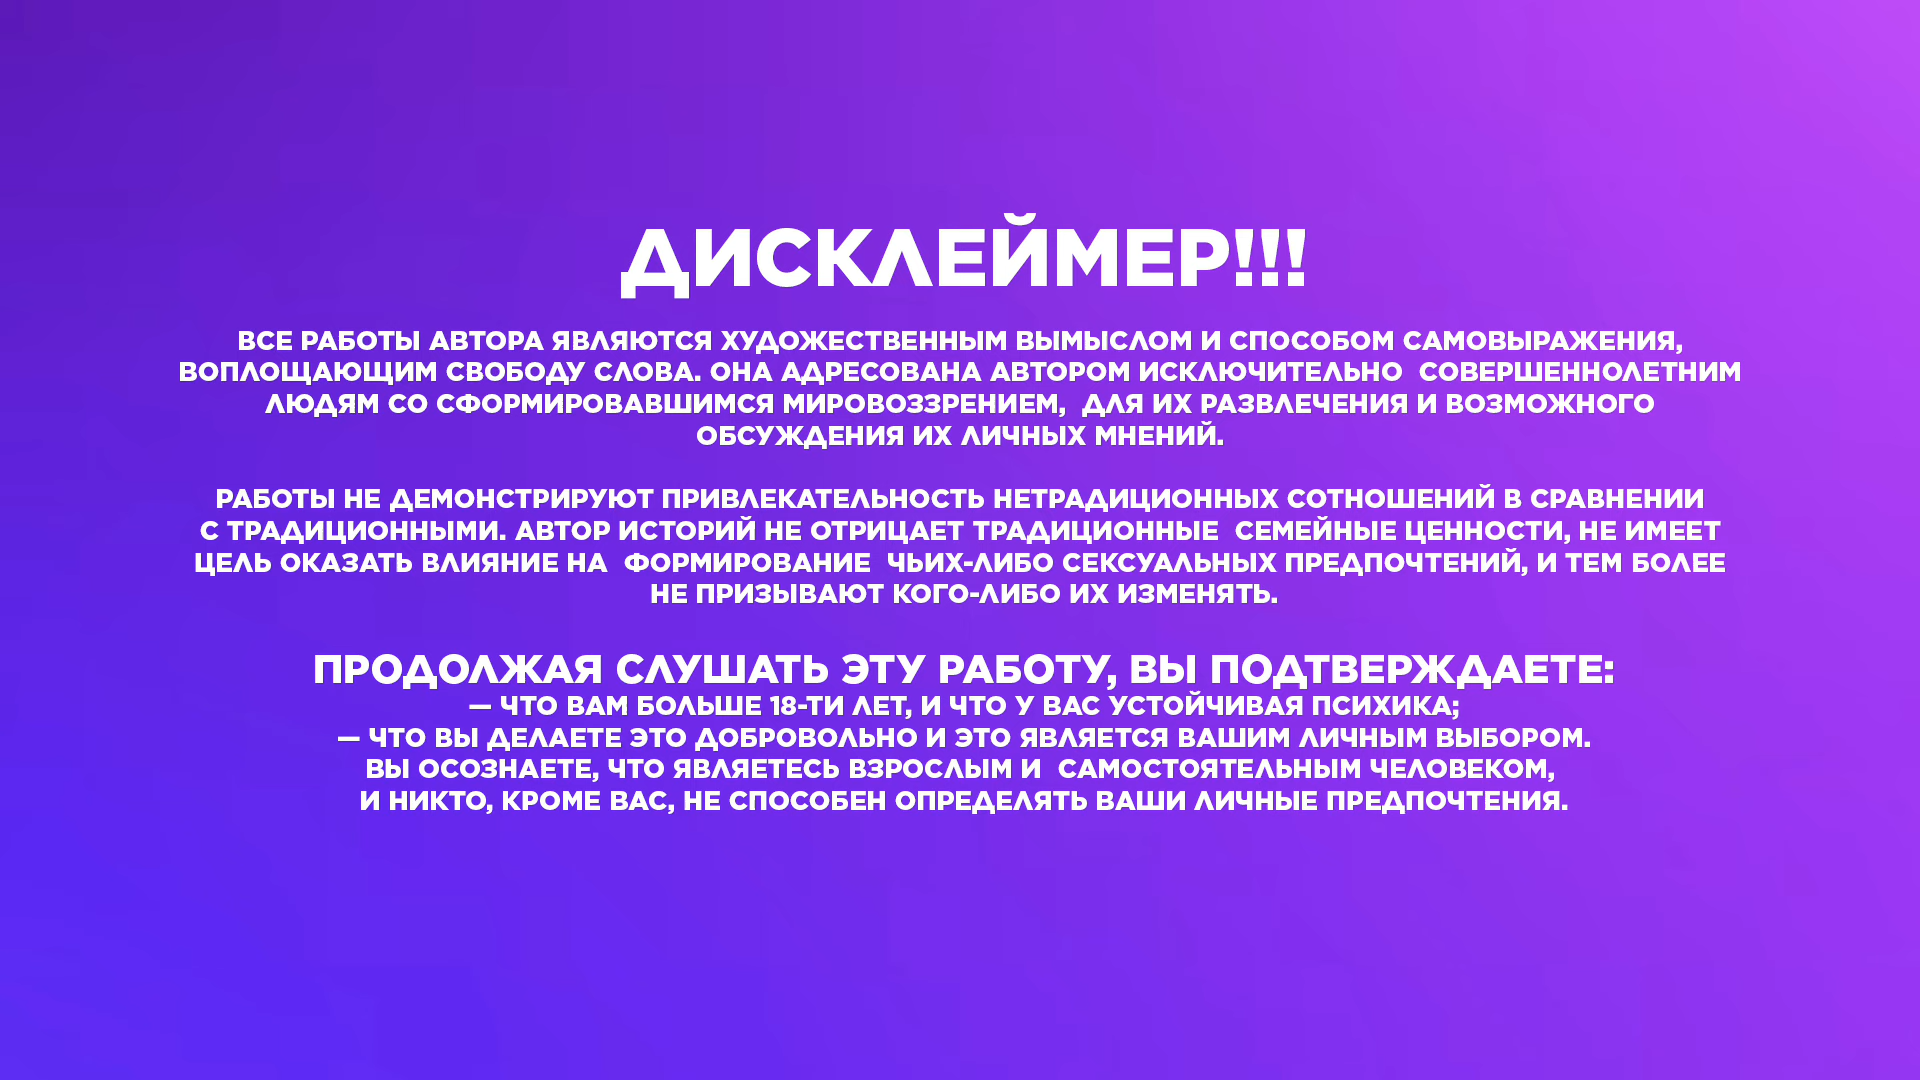 ДИСКЛЕЙМЕР!!!
ВСЕ РАБОТЫ АВТОРА ЯВЛЯЮТСЯ ХУДОЖЕСТВЕННЫМ ВЫМЫСЛОМ И СПОСОБОМ САМОВЫРАЖЕНИЯ,
ВОПЛОЩАЮЩИМ СВОБОДУ СЛОВА. ОНА АДРЕСОВАНА АВТОРОМ ИСКЛЮЧИТЕЛЬНО СОВЕРШЕННОЛЕТНИМ
ЛЮДЯМ СО СФОРМИРОВАВШИМСЯ МИРОВОЗЗРЕНИЕМ, ДЛЯ ИХ РАЗВЛЕЧЕНИЯ И ВОЗМОЖНОГО
ОБСУЖДЕНИЯ ИХ ЛИЧНЫХ МНЕНИЙ.
РАБОТЫ НЕ ДЕМОНСТРИРУЮТ ПРИВЛЕКАТЕЛЬНОСТЬ НЕТРАДИЦИОННЫХ СОТНОШЕНИЙ В СРАВНЕНИИ
С ТРАДИЦИОННЫМИ. АВТОР ИСТОРИЙ НЕ ОТРИЦАЕТ ТРАДИЦИОННЫЕ СЕМЕЙНЫЕ ЦЕННОСТИ, НЕ ИМЕЕТ
ЦЕЛЬ ОКАЗАТЬ ВЛИЯНИЕ НА ФОРМИРОВАНИЕ ЧЬИХ-ЛИБО СЕКСУАЛЬНЫХ ПРЕДПОЧТЕНИЙ, И ТЕМ БОЛЕЕ
НЕ ПРИЗЫВАЮТ КОГО-ЛИБО ИХ ИЗМЕНЯТЬ.
ПРОДОЛЖАЯ СЛУШАТЬ ЭТУ РАБОТУ, ВЫ ПОДТВЕРЖДАЕТЕ:
— ЧТО ВАМ БОЛЬШЕ 18-ТИ ЛЕТ, И ЧТО У ВАС УСТОЙЧИВАЯ ПСИХИКА;
— ЧТО ВЫ ДЕЛАЕТЕ ЭТО ДОБРОВОЛЬНО И ЭТО ЯВЛЯЕТСЯ ВАШИМ ЛИЧНЫМ ВЫБОРОМ.
ВЫ ОСОЗНАЕТЕ, ЧТО ЯВЛЯЕТЕСЬ ВЗРОСЛЫМ И САМОСТОЯТЕЛЬНЫМ ЧЕЛОВЕКОМ,
И НИКТО, КРОМЕ ВАС, НЕ СПОСОБЕН ОПРЕДЕЛЯТЬ ВАШИ ЛИЧНЫЕ ПРЕДПОЧТЕНИЯ.